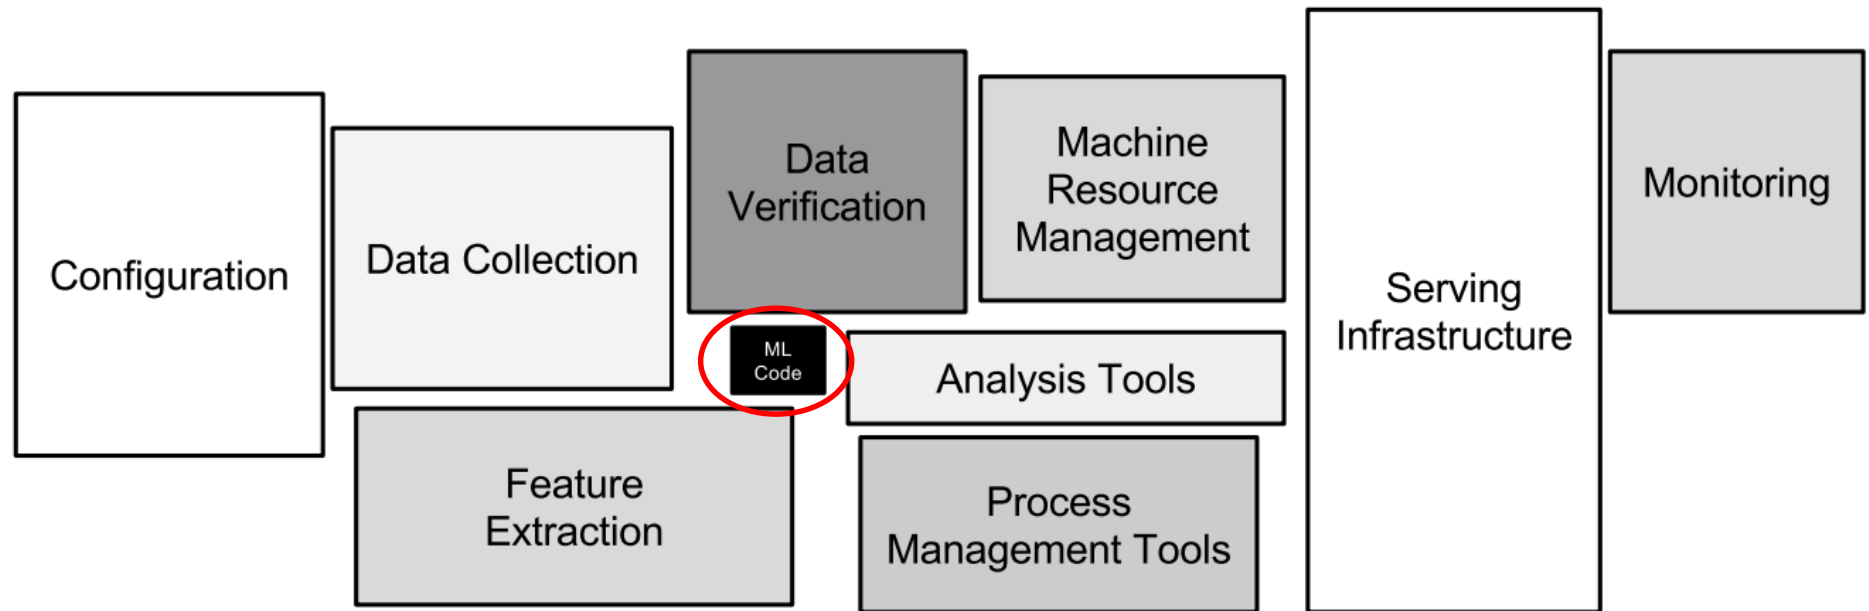 Configuration
Data Collection
Feature
Extraction
Data
Verification
ML
Code
Machine
Resource
Management
Analysis Tools
Process
Management Tools
Serving
Infrastructure
Monitoring